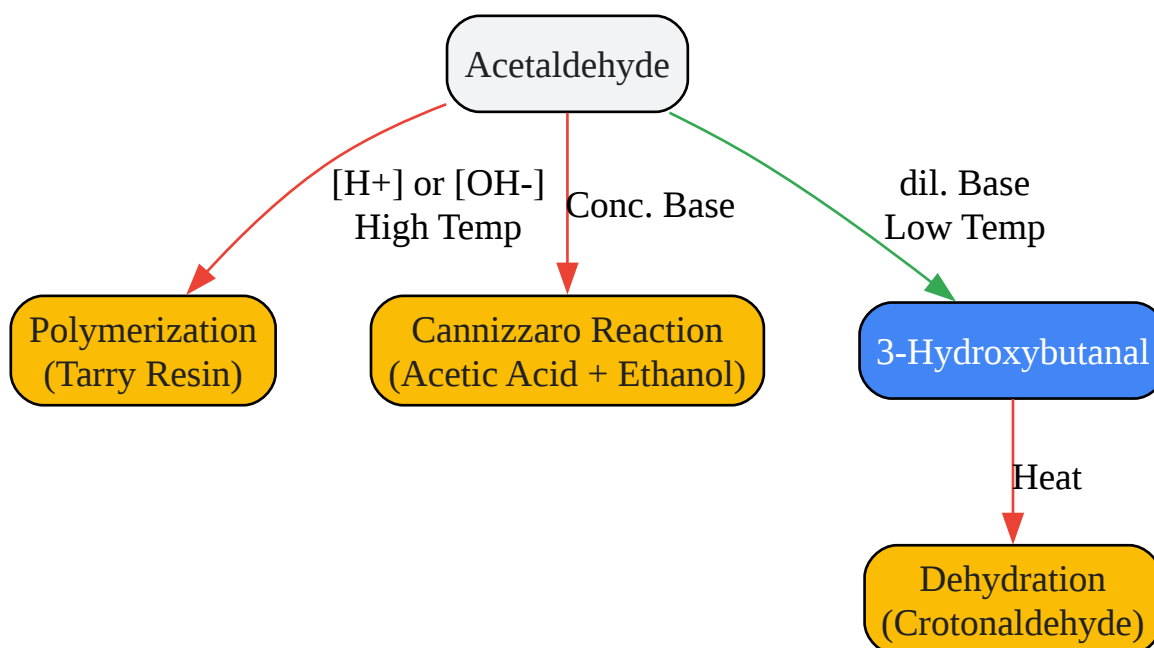 Acetaldehyde
[H+] or [OH-]
High Temp
Conc. Base
dil. Base
Low Temp
Polymerization
(Tarry Resin)
Cannizzaro Reaction
(Acetic Acid + Ethanol)
3-Hydroxybutanal
Heat
Dehydration
(Crotonaldehyde)